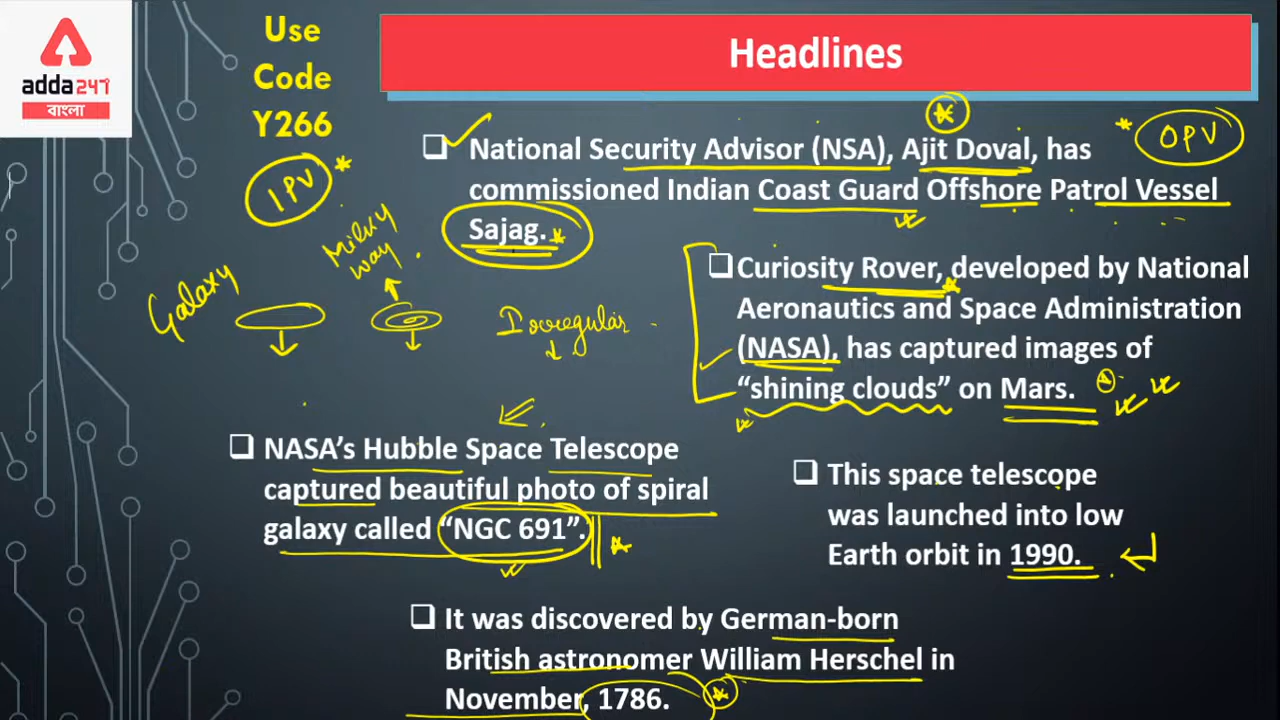 adda247
বাংলা
Use
Code
Y266
Headlines
National Security Advisor (NSA), Ajit Doval, has
commissioned Indian Coast Guard Offshore Patrol Vessel
Sajag.
OPV
IPV
Galaxy
Milky
way
Irregular
Curiosity Rover, developed by National
Aeronautics and Space Administration
(NASA), has captured images of
“shining clouds” on Mars.
NASA’s Hubble Space Telescope
captured beautiful photo of spiral
galaxy called “NGC 691”.
This space telescope
was launched into low
Earth orbit in 1990.
It was discovered by German-born
British astronomer William Herschel in
November, 1786.